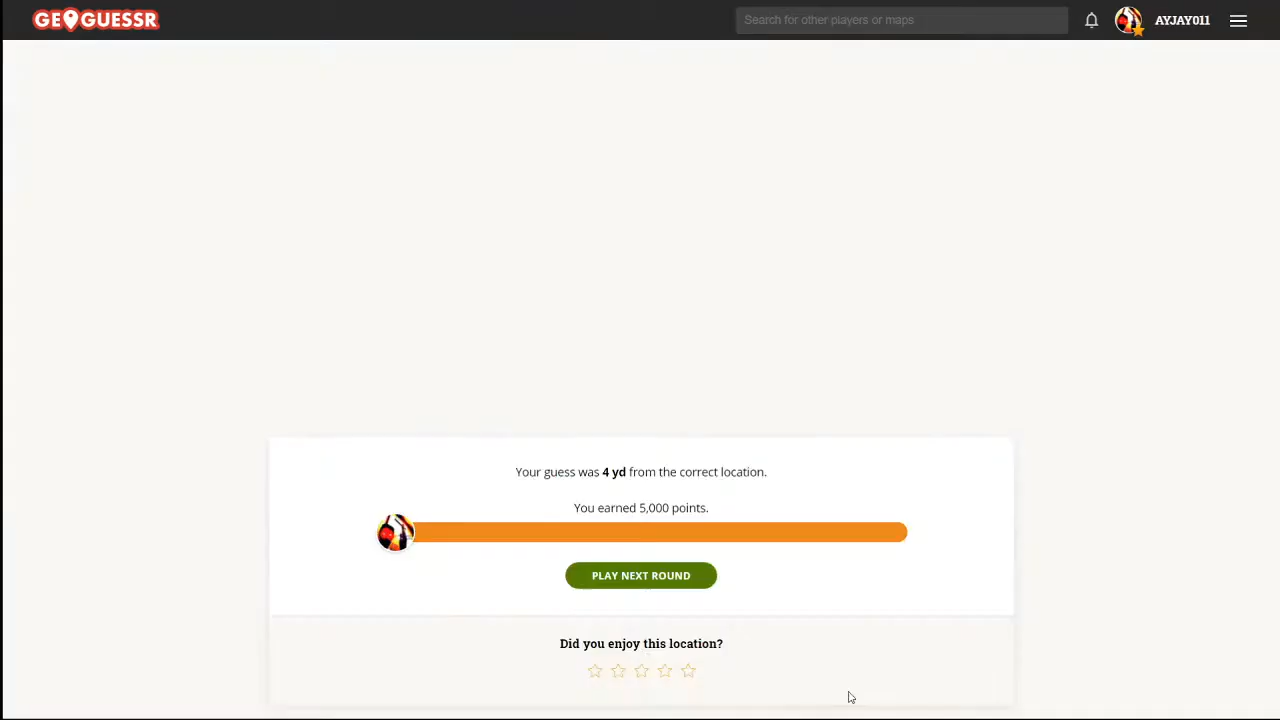 GEOGUESSR
Search for other players or maps
AYJAY011
Your guess was 4 yd from the correct location.
You earned 5,000 points.
PLAY NEXT ROUND
Did you enjoy this location?